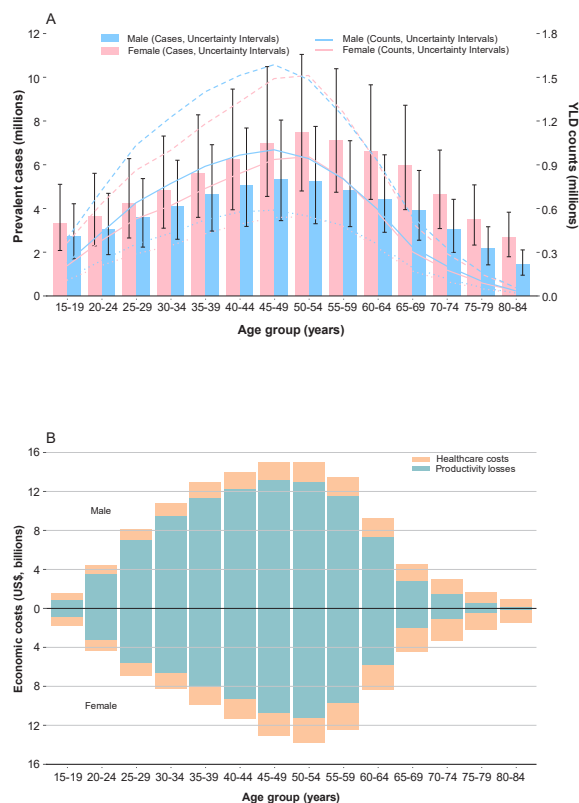 A
Male (Cases, Uncertainty Intervals)
Male (Counts, Uncertainty Intervals)
Female (Cases, Uncertainty Intervals)
Female (Counts, Uncertainty Intervals)
Prevalent cases (millions)
12
10
8
6
4
2
0
YLD counts (millions)
1.8
1.5
1.2
0.9
0.6
0.3
0.0
15-19 20-24 25-29 30-34 35-39 40-44 45-49 50-54 55-59 60-64 65-69 70-74 75-79 80-84
Age group (years)
B
Healthcare costs
Productivity losses
Male
Female
Economic costs (US$, billions)
16
12
8
4
0
4
8
12
16
15-19 20-24 25-29 30-34 35-39 40-44 45-49 50-54 55-59 60-64 65-69 70-74 75-79 80-84
Age group (years)